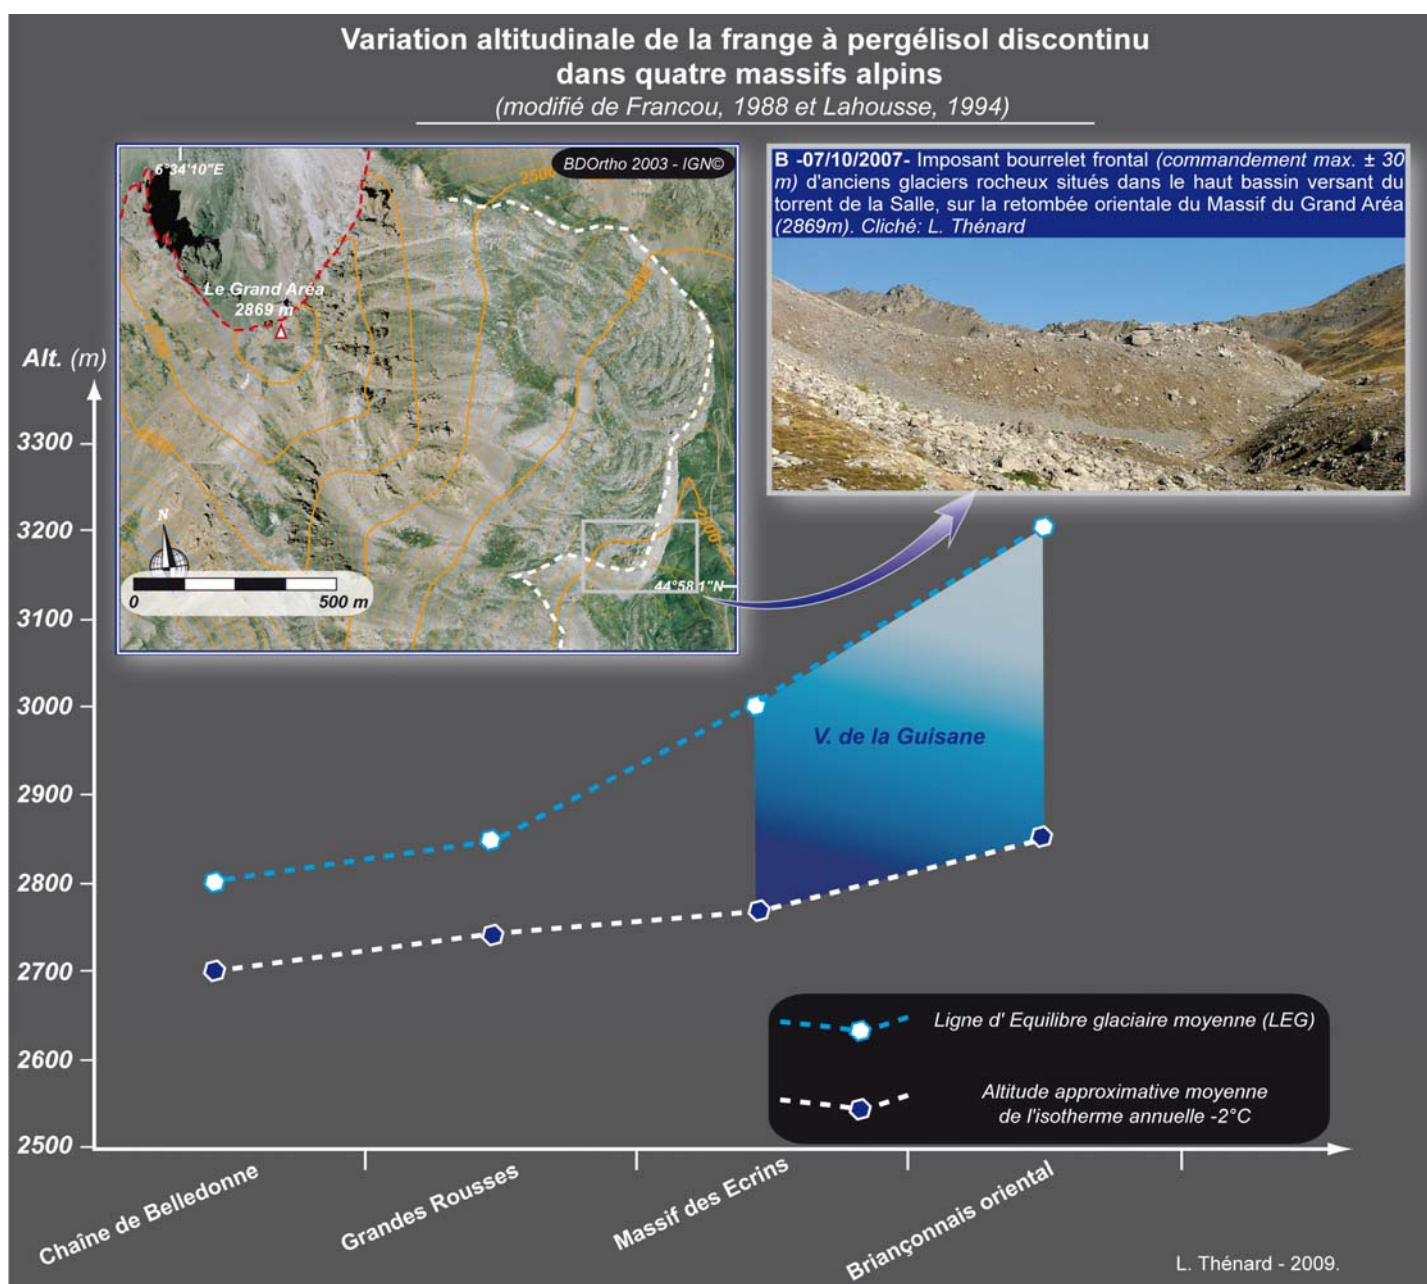 Variation altitudinale de la frange à pergélisol discontinu
dans quatre massifs alpins
(modifié de Francou, 1988 et Lahousse, 1994)
6°34'10"E
BDOrtho 2003 - IGN©
2500
Le Grand Aréa
2869 m
N
0
500 m
44°58.1"N
B -07/10/2007- Imposant bourrelet frontal (commandement max. ± 30
m) d'anciens glaciers rocheux situés dans le haut bassin versant du
torrent de la Salle, sur la retombée orientale du Massif du Grand Aréa
(2869m). Cliché: L. Thénard
Alt. (m)
3300
3200
3100
3000
2900
2800
2700
2600
2500
V. de la Guisane
Ligne d' Equilibre glaciaire moyenne (LEG)
Altitude approximative moyenne
de l'isotherme annuelle -2°C
Chaîne de Belledonne
Grandes Rousses
Massif des Ecrins
Briançonnais oriental
L. Thénard - 2009.